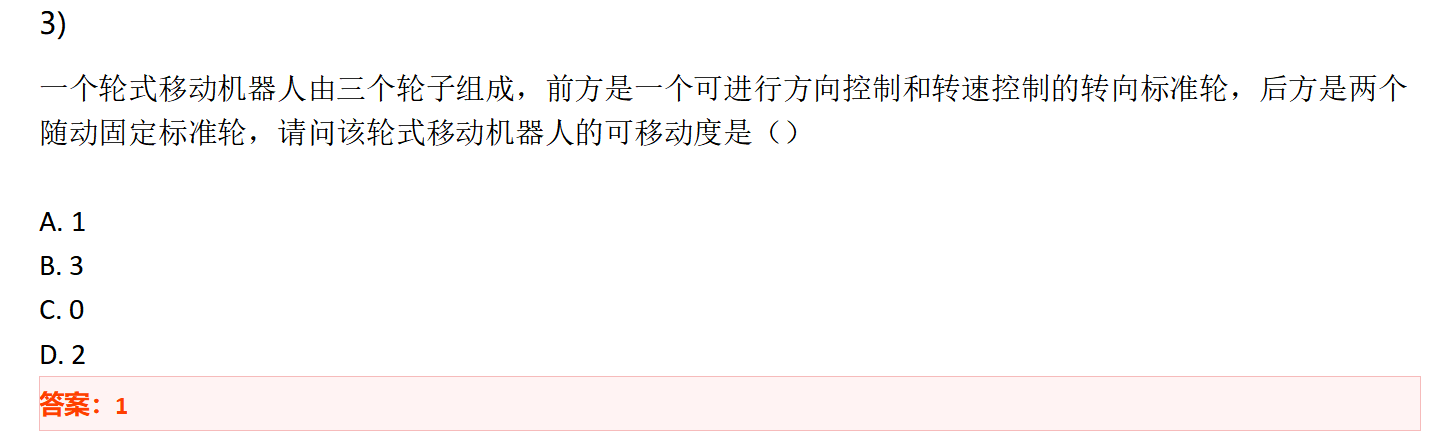 3)
一个轮式移动机器人由三个轮子组成，前方是一个可进行方向控制和转速控制的转向标准轮，后方是两个
随动固定标准轮，请问该轮式移动机器人的可移动度是（）
A. 1
B. 3
C. 0
D. 2
答案：1